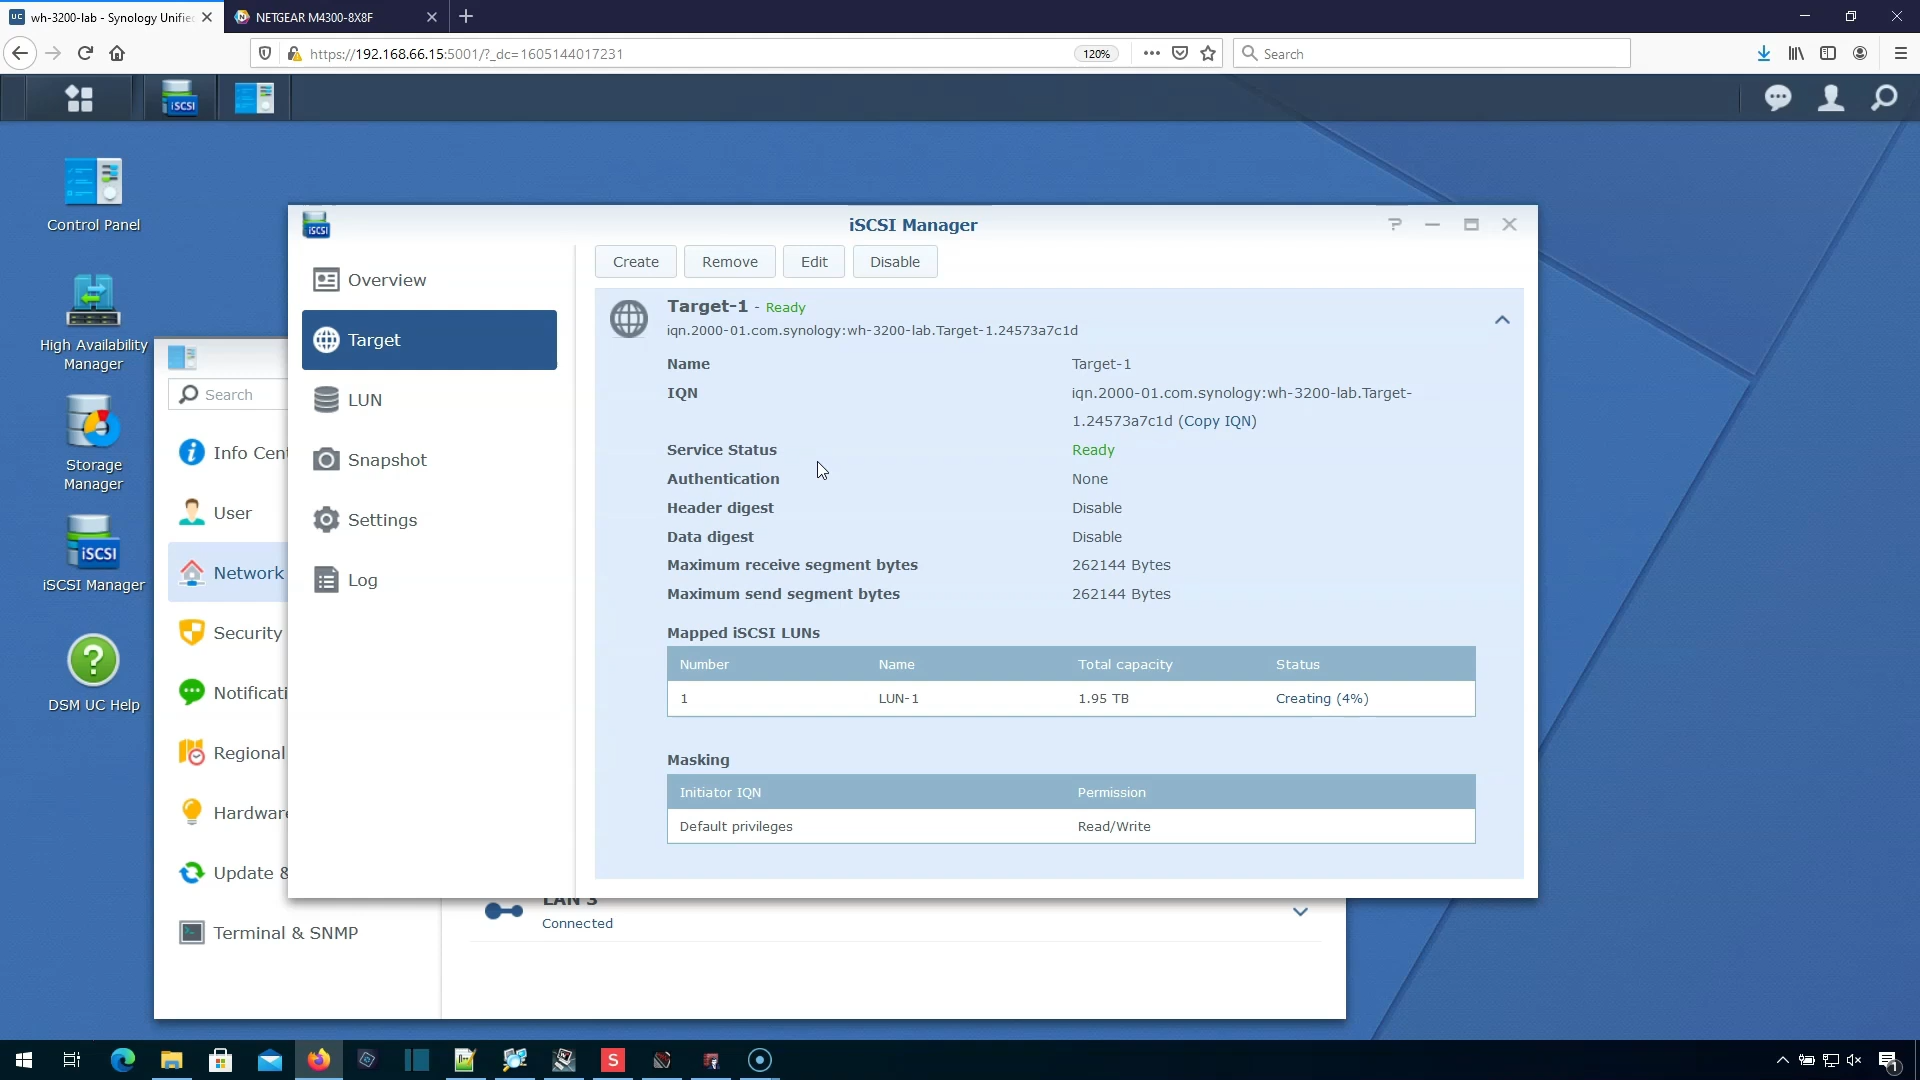 UC
wh-3200-lab - Synology Unifie
NETGEAR M4300-8X8F
https://192.168.66.15:5001/?_dc=1605144017231
120%
Search
iSCSI
Control Panel
High Availability
Manager
Storage
Manager
iSCSI
iSCSI Manager
DSM UC Help
Search
Info Cent
User
Network
Security
Notificati
Regional
Hardware
Update &
Terminal & SNMP
LAN 3
Connected
iSCSI
iSCSI Manager
Overview
Target
LUN
Snapshot
Settings
Log
Create
Remove
Edit
Disable
Target-1 - Ready
iqn.2000-01.com.synology:wh-3200-lab.Target-1.24573a7c1d
Name Target-1
IQN iqn.2000-01.com.synology:wh-3200-lab.Target-
1.24573a7c1d (Copy IQN)
Service Status Ready
Authentication None
Header digest Disable
Data digest Disable
Maximum receive segment bytes 262144 Bytes
Maximum send segment bytes 262144 Bytes
Mapped iSCSI LUNs
Number Name Total capacity Status
1 LUN-1 1.95 TB Creating (4%)
Masking
Initiator IQN Permission
Default privileges Read/Write
S
1